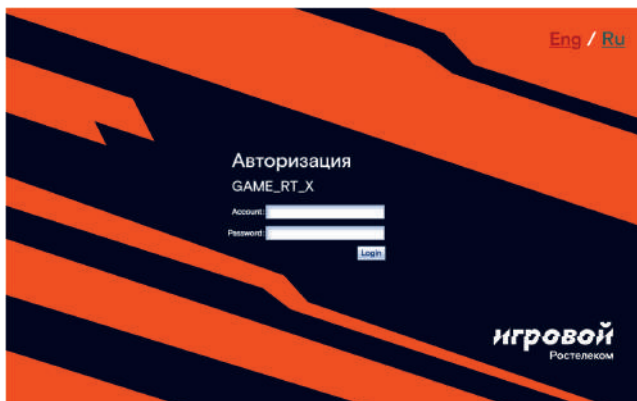 Eng / Ru
Авторизация
GAME_RT_X
Account:
Password:
Login
игровой
Ростелеком